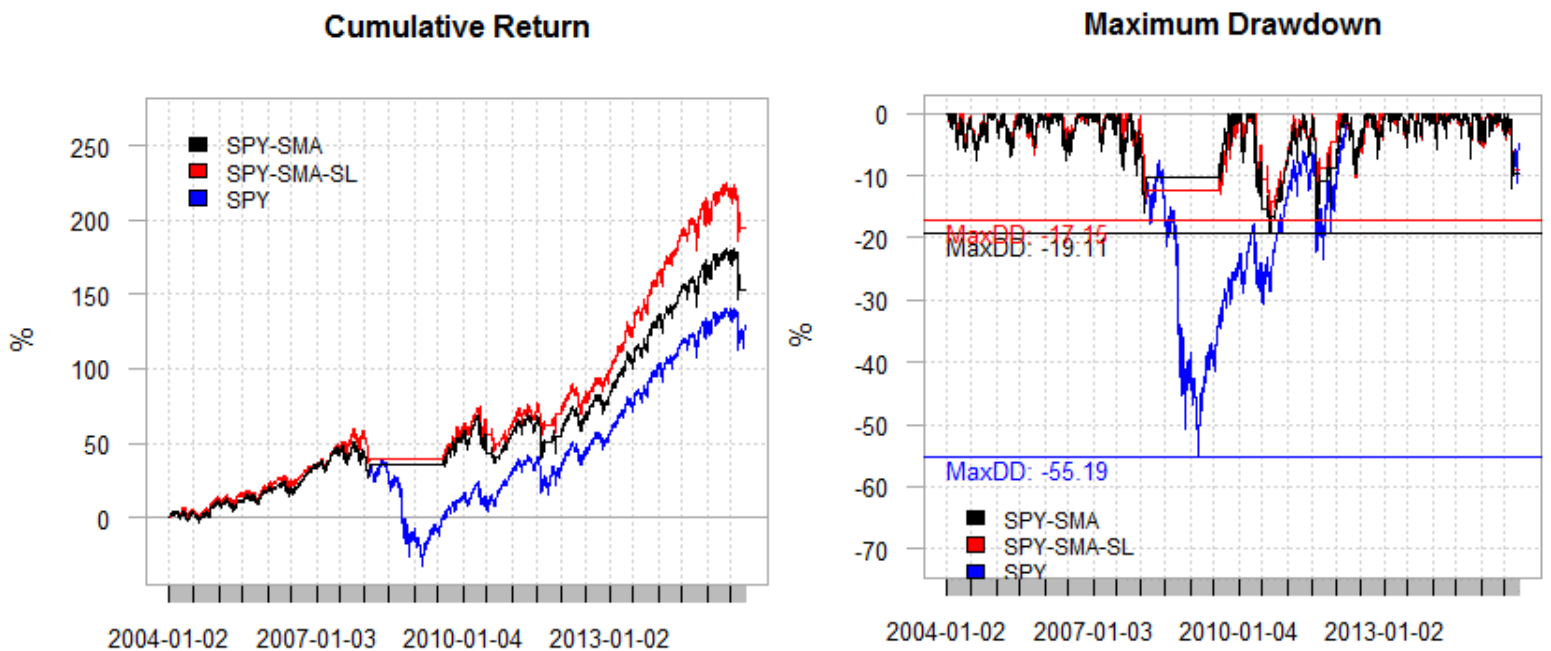 Cumulative Return
%
250
200
150
100
50
0
SPY-SMA
SPY-SMA-SL
SPY
2004-01-02 2007-01-03 2010-01-04 2013-01-02
Maximum Drawdown
%
0
-10
-20
-30
-40
-50
-60
-70
MaxDD: -17.15
MaxDD: -19.11
MaxDD: -55.19
SPY-SMA
SPY-SMA-SL
SPY
2004-01-02 2007-01-03 2010-01-04 2013-01-02